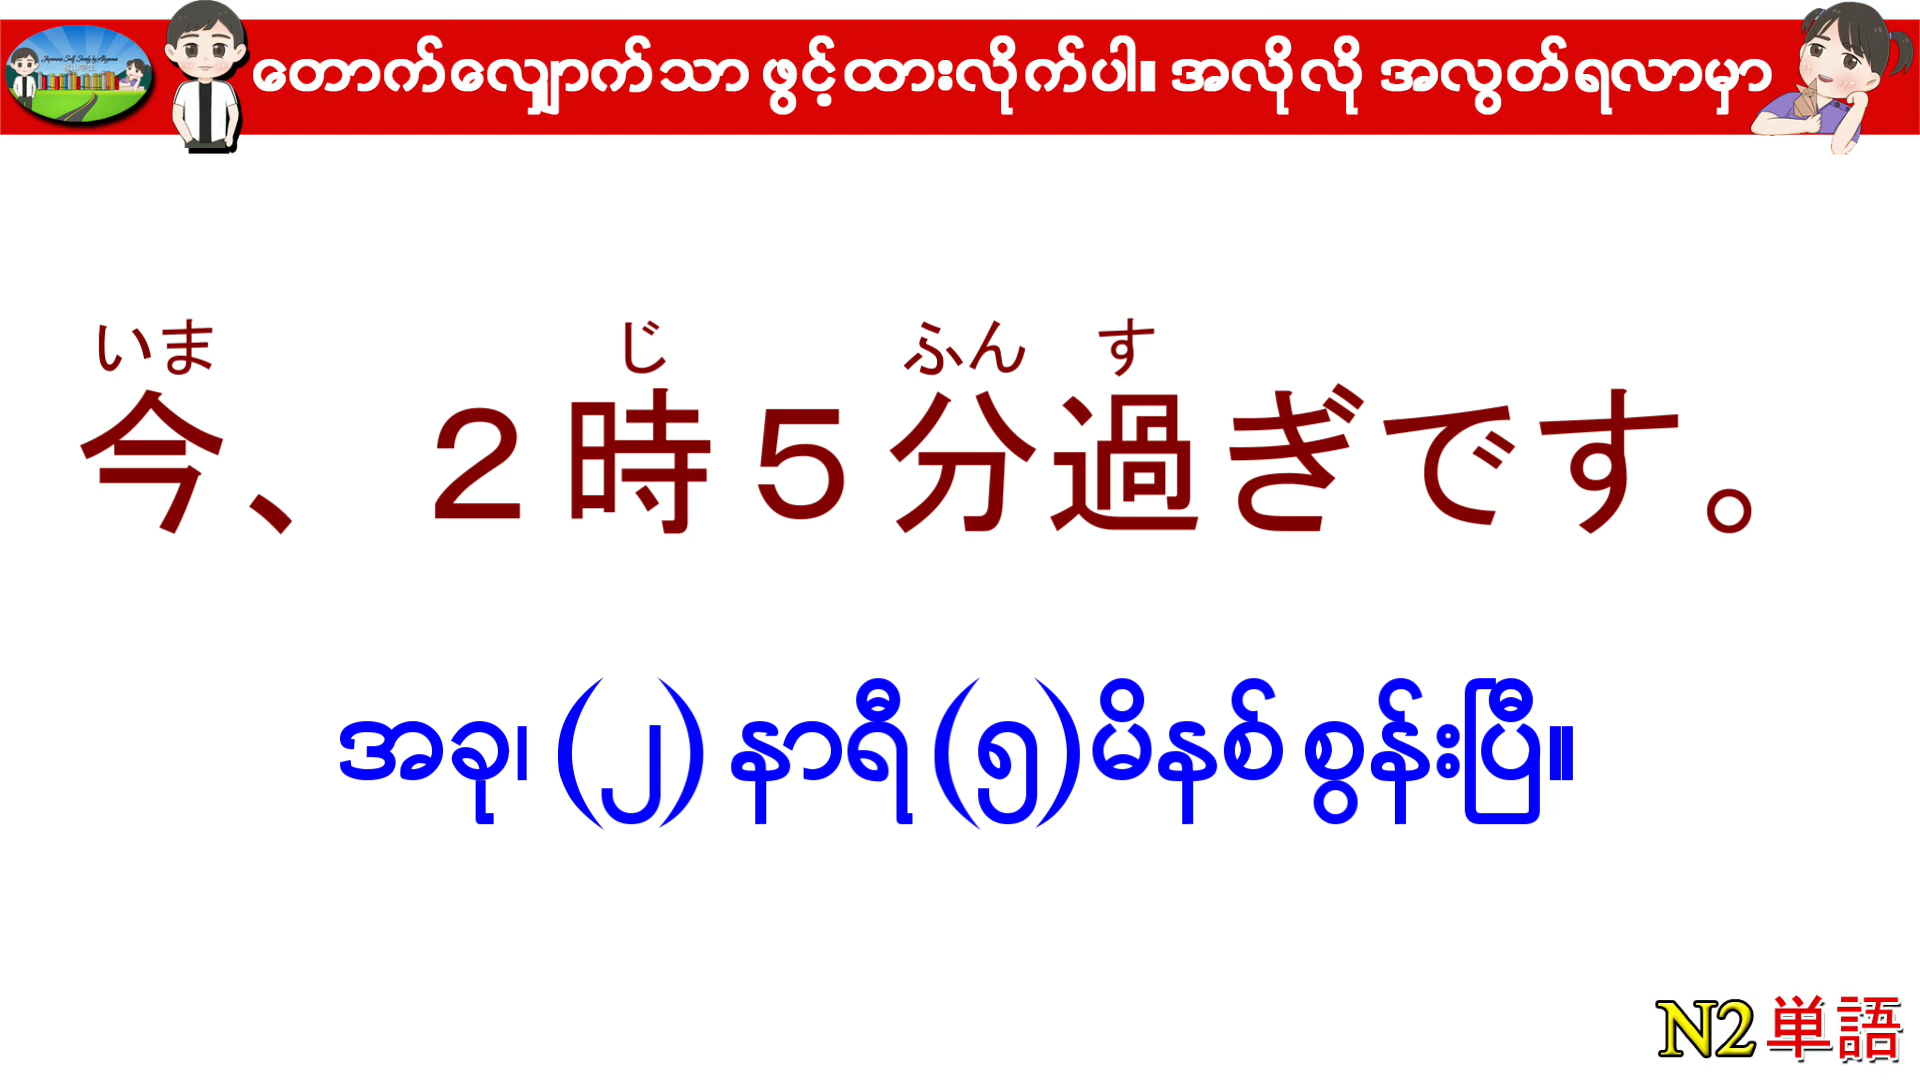 တောက်လျှောက်သာ ဖွင့်ထားလိုက်ပါ။ အလိုလို အလွတ်ရလာမှာ
いま じ ふん す
今、２時５分過ぎです。
အခု၊ (၂) နာရီ (၅) မိနစ် စွန်းပြီ။
N2 単語